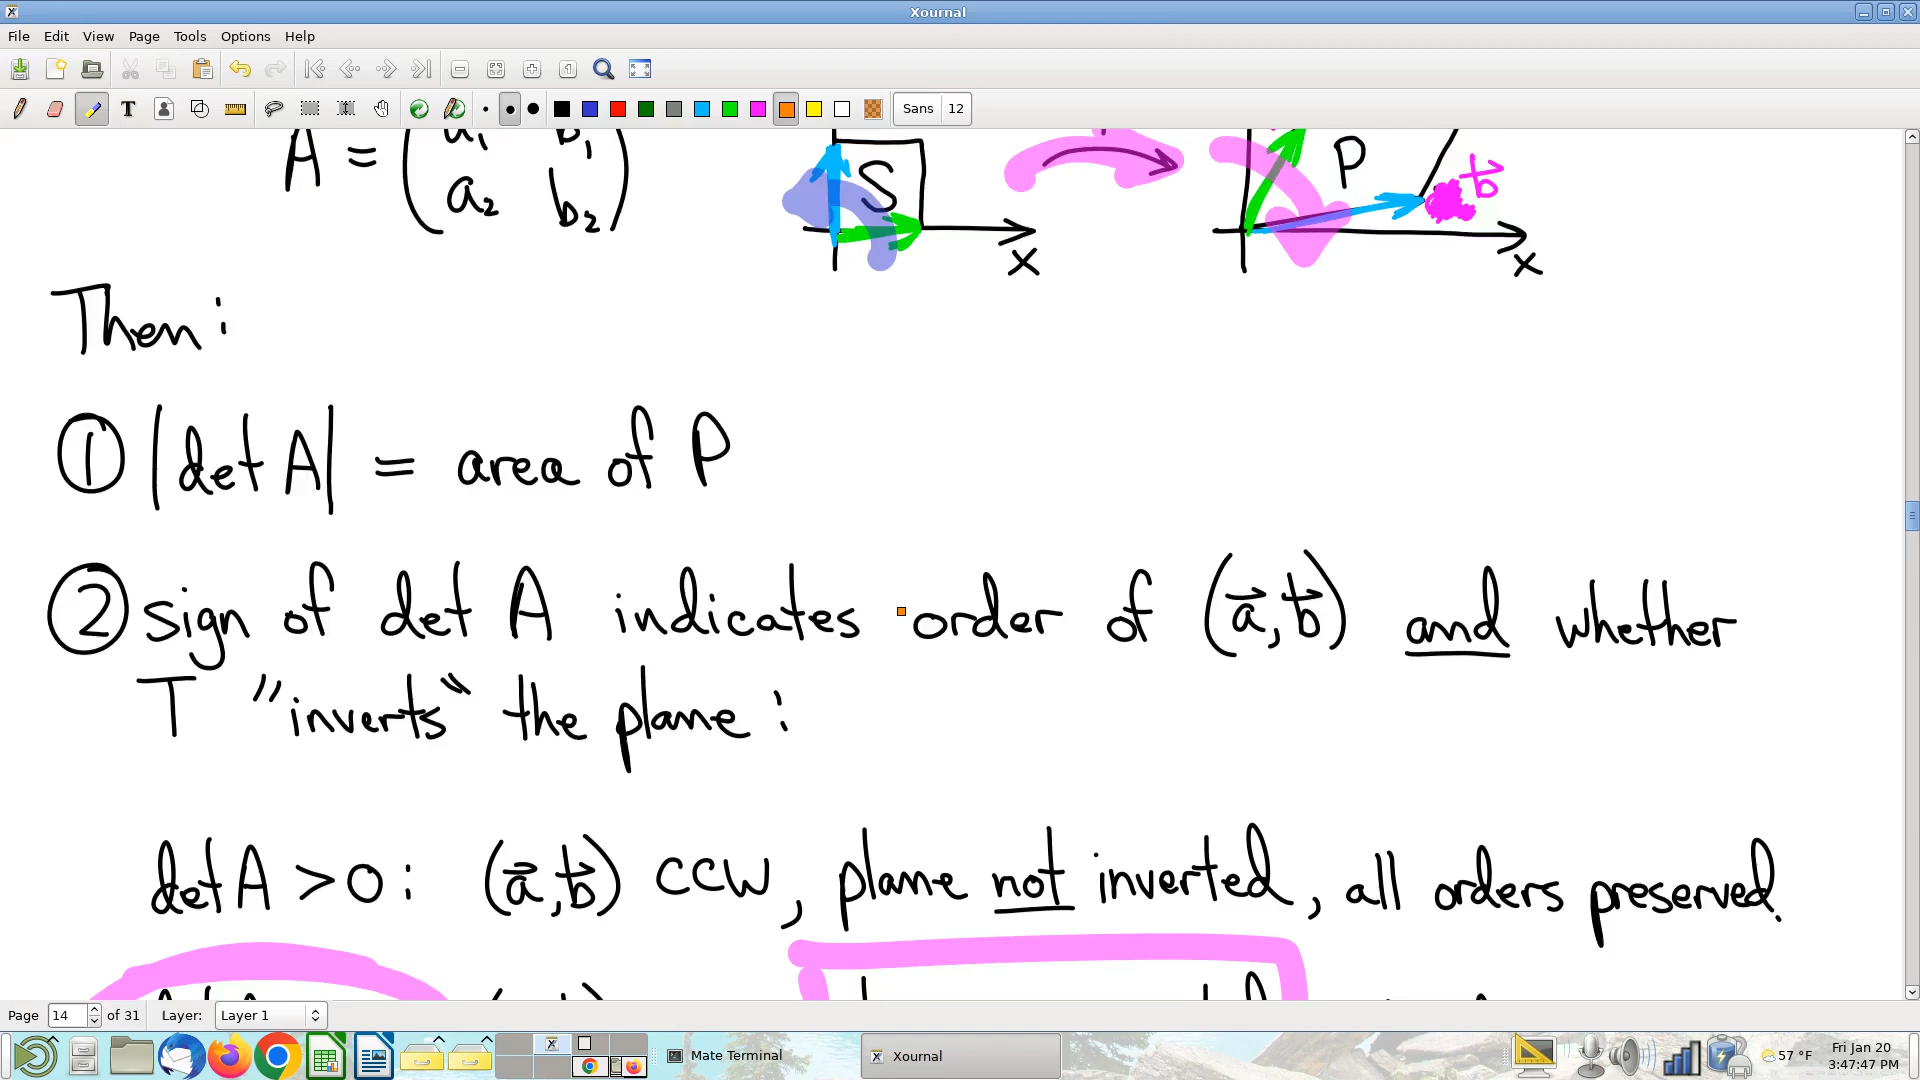 Xournal
File Edit View Page Tools Options Help
Sans 12
A = ( a₁ b₁
a₂ b₂ )
S
x
P
b⃗
x
Then:
① |det A| = area of P
② sign of det A indicates order of (a⃗, b⃗) and whether
T "inverts" the plane:
det A > 0: (a⃗, b⃗) CCW, plane not inverted, all orders preserved.
Page 14 of 31 Layer: Layer 1
Mate Terminal
Xournal
57 °F
Fri Jan 20
3:47:47 PM